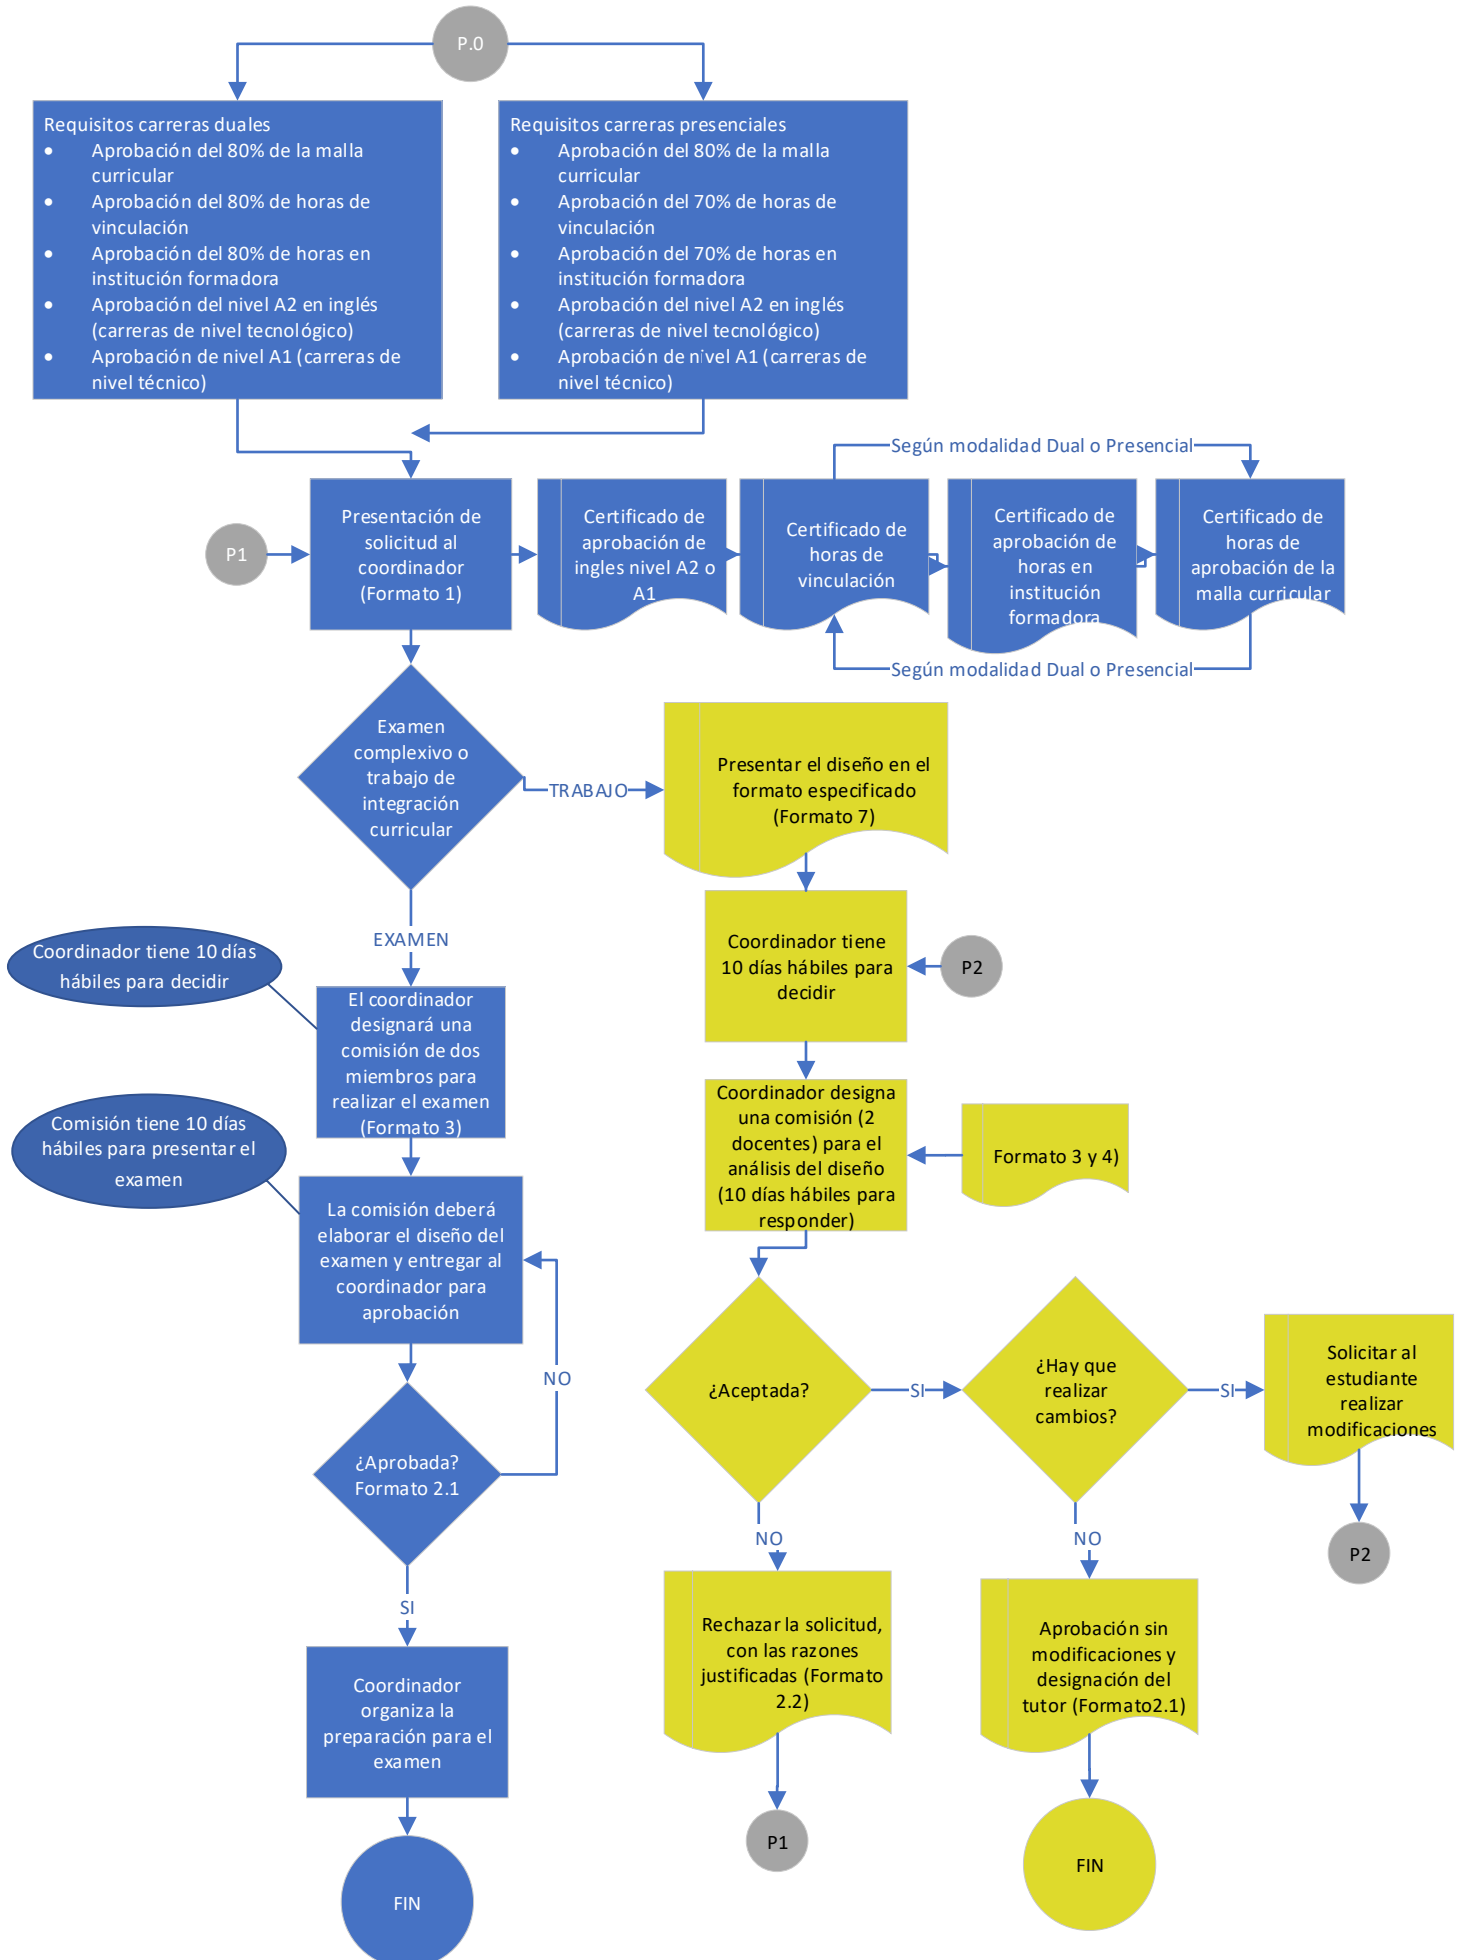 P.0
Requisitos carreras duales
• Aprobación del 80% de la malla
curricular
• Aprobación del 80% de horas de
vinculación
• Aprobación del 80% de horas en
institución formadora
• Aprobación del nivel A2 en inglés
(carreras de nivel tecnológico)
• Aprobación de nivel A1 (carreras de
nivel técnico)
Requisitos carreras presenciales
• Aprobación del 80% de la malla
curricular
• Aprobación del 70% de horas de
vinculación
• Aprobación del 70% de horas en
institución formadora
• Aprobación del nivel A2 en inglés
(carreras de nivel tecnológico)
• Aprobación de nivel A1 (carreras de
nivel técnico)
Según modalidad Dual o Presencial
P1
Presentación de
solicitud al
coordinador
(Formato 1)
Certificado de
aprobación de
ingles nivel A2 o
A1
Certificado de
horas de
vinculación
Certificado de
aprobación de
horas en
institución
formadora
Certificado de
horas de
aprobación de la
malla curricular
Según modalidad Dual o Presencial
Examen
complexivo o
trabajo de
integración
curricular
TRABAJO
Presentar el diseño en el
formato especificado
(Formato 7)
EXAMEN
Coordinador tiene 10 días
hábiles para decidir
Coordinador tiene
10 días hábiles para
decidir
P2
El coordinador
designará una
comisión de dos
miembros para
realizar el examen
(Formato 3)
Coordinador designa
una comisión (2
docentes) para el
análisis del diseño
(10 días hábiles para
responder)
Formato 3 y 4)
Comisión tiene 10 días
hábiles para presentar el
examen
La comisión deberá
elaborar el diseño del
examen y entregar al
coordinador para
aprobación
NO
¿Aceptada?
SI
¿Hay que
realizar
cambios?
SI
Solicitar al
estudiante
realizar
modificaciones
¿Aprobada?
Formato 2.1
NO
NO
P2
SI
Rechazar la solicitud,
con las razones
justificadas (Formato
2.2)
Aprobación sin
modificaciones y
designación del
tutor (Formato2.1)
Coordinador
organiza la
preparación para el
examen
P1
FIN
FIN